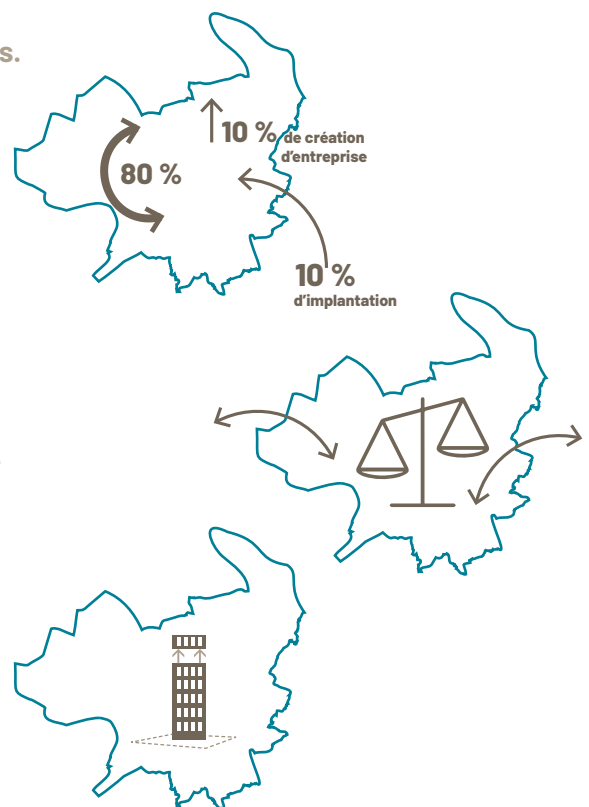 s.
10 % de création
d'entreprise
80 %
10 %
d'implantation